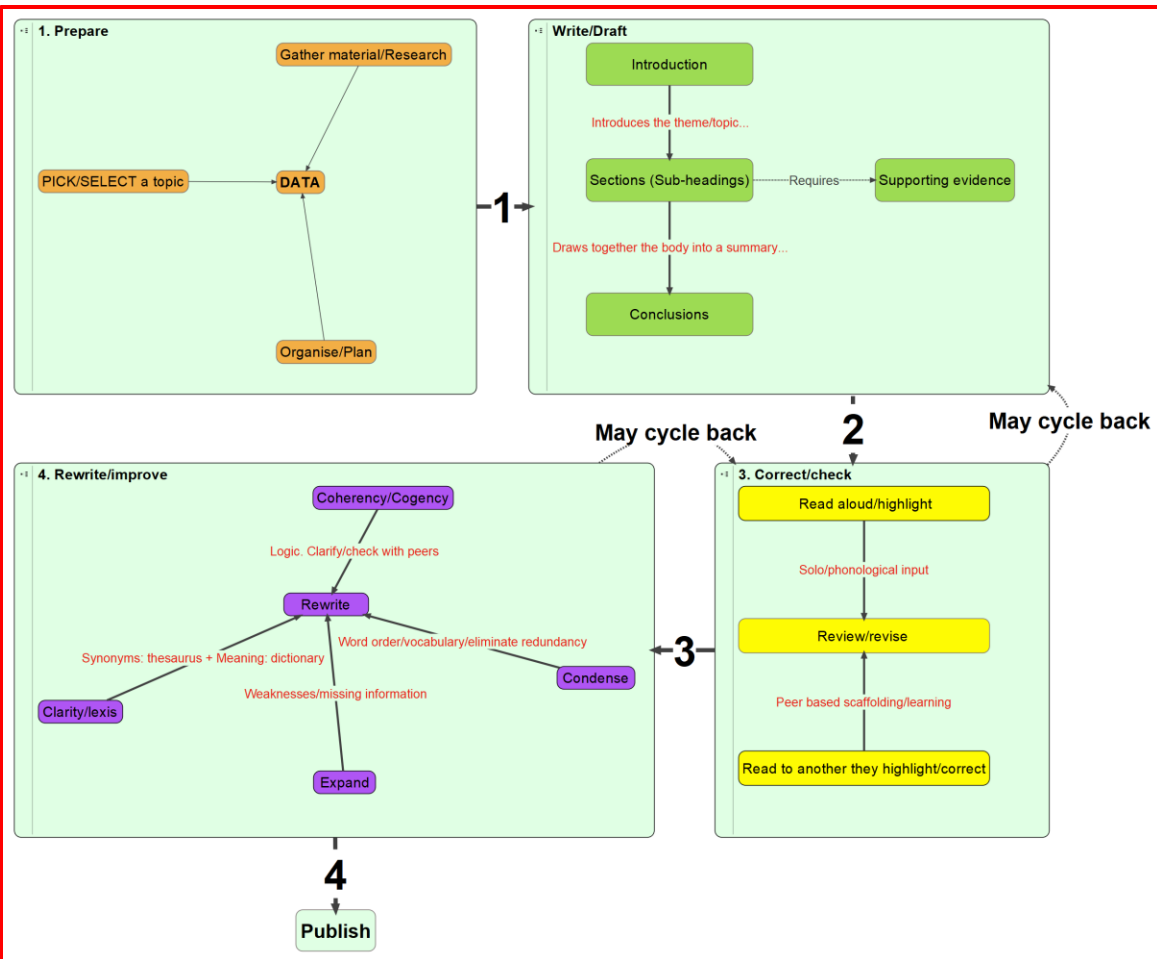 1. Prepare
Gather material/Research
PICK/SELECT a topic
DATA
Organise/Plan
1
Write/Draft
Introduction
Introduces the theme/topic...
Sections (Sub-headings)
Requires
Supporting evidence
Draws together the body into a summary...
Conclusions
2
May cycle back
May cycle back
3. Correct/check
Read aloud/highlight
Solo/phonological input
Review/revise
Peer based scaffolding/learning
Read to another they highlight/correct
3
4. Rewrite/improve
Coherency/Cogency
Logic. Clarify/check with peers
Rewrite
Word order/vocabulary/eliminate redundancy
Synonyms: thesaurus + Meaning: dictionary
Condense
Weaknesses/missing information
Clarity/lexis
Expand
4
Publish